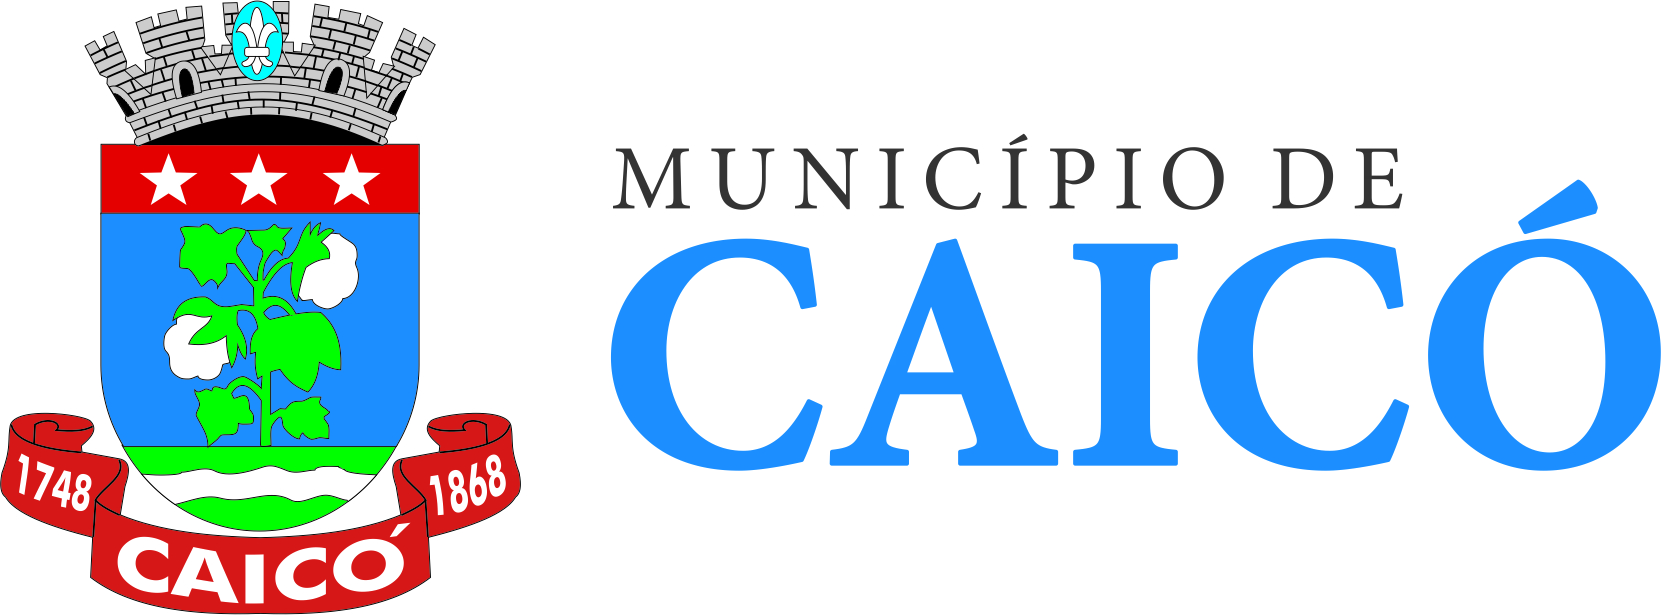 1748
1868
CAICÓ
MUNICÍPIO DE
CAICÓ